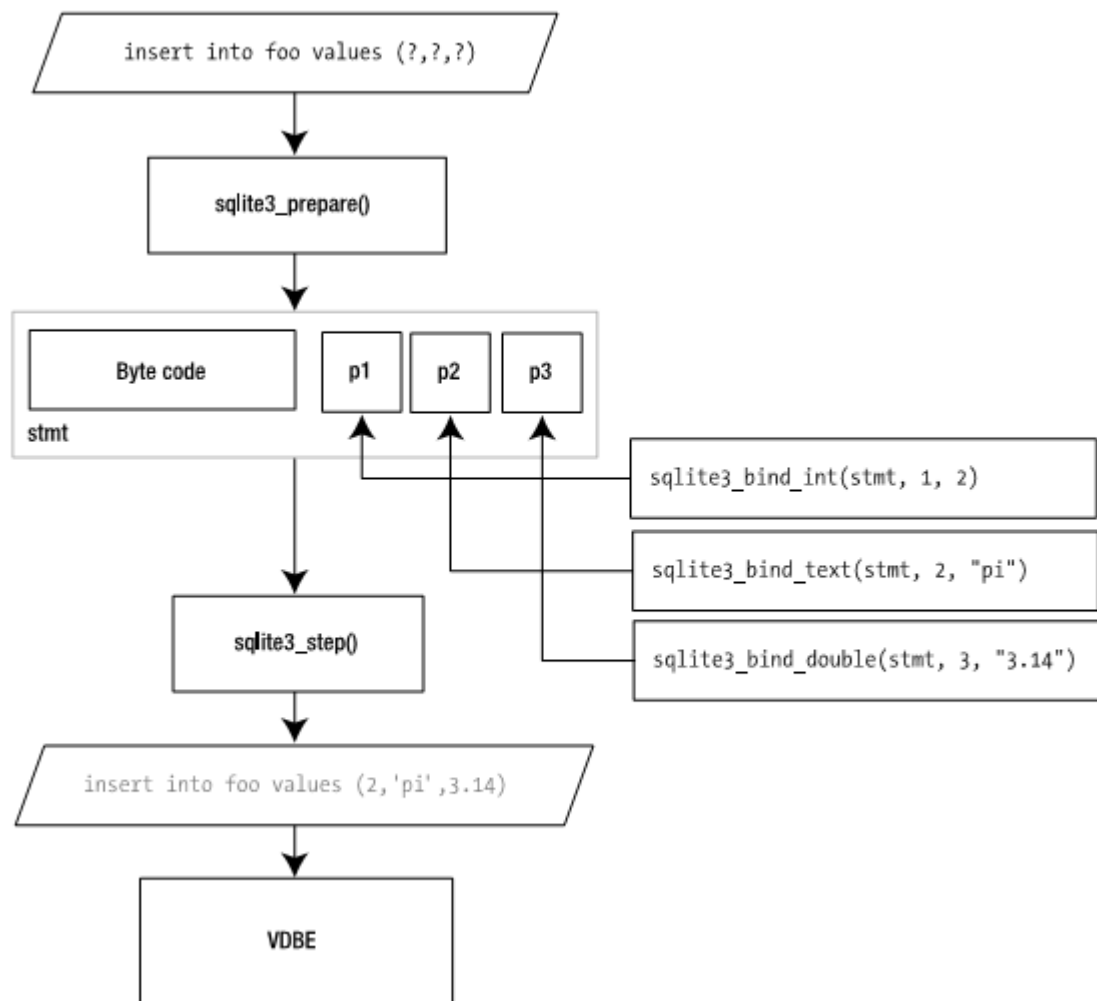 insert into foo values (?,?,?)
sqlite3_prepare()
Byte code
p1
p2
p3
stmt
sqlite3_bind_int(stmt, 1, 2)
sqlite3_bind_text(stmt, 2, "pi")
sqlite3_step()
sqlite3_bind_double(stmt, 3, "3.14")
insert into foo values (2,'pi',3.14)
VDBE